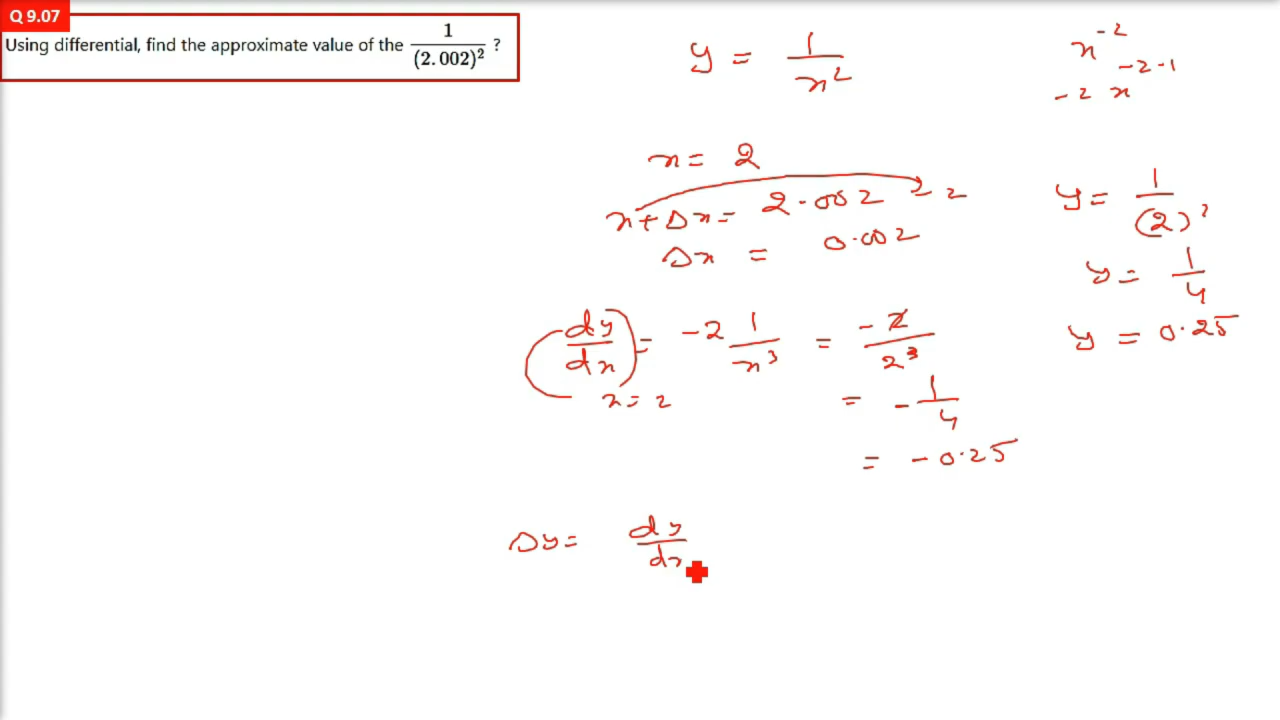 Q 9.07
Using differential, find the approximate value of the 1/(2.002)² ?
y = 1/x²
x⁻²
-2 x⁻²⁻¹
x = 2
x + Δx = 2.002 - 2
Δx = 0.002
y = 1/(2)²
y = 1/4
y = 0.25
(dy/dx) = -2 1/x³ = -2/2³
x = 2
= -1/4
= -0.25
Δy = dy/dx